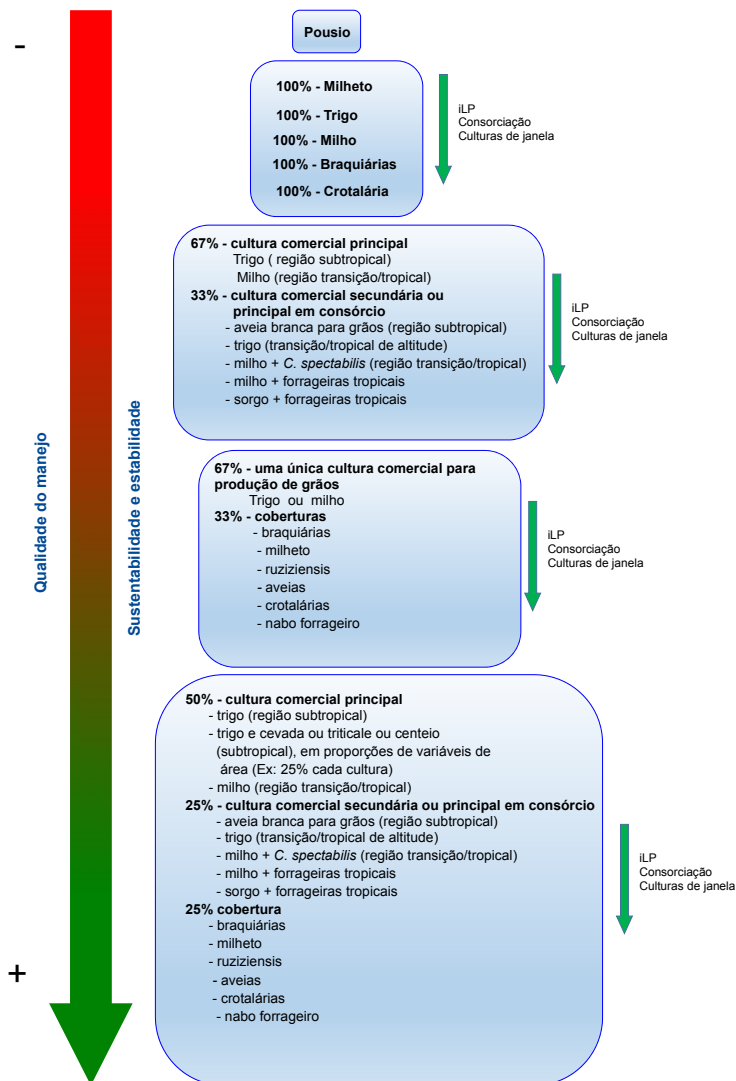 -
Pousio
100% - Milheto
100% - Trigo
100% - Milho
100% - Braquiárias
100% - Crotalária
iLP
Consorciação
Culturas de janela
67% - cultura comercial principal
Trigo ( região subtropical)
Milho (região transição/tropical)
33% - cultura comercial secundária ou
principal em consórcio
- aveia branca para grãos (região subtropical)
- trigo (transição/tropical de altitude)
- milho + C. spectabilis (região transição/tropical)
- milho + forrageiras tropicais
- sorgo + forrageiras tropicais
iLP
Consorciação
Culturas de janela
Qualidade do manejo
Sustentabilidade e estabilidade
67% - uma única cultura comercial para
produção de grãos
Trigo ou milho
33% - coberturas
- braquiárias
- milheto
- ruziziensis
- aveias
- crotalárias
- nabo forrageiro
iLP
Consorciação
Culturas de janela
50% - cultura comercial principal
- trigo (região subtropical)
- trigo e cevada ou triticale ou centeio
(subtropical), em proporções de variáveis de
área (Ex: 25% cada cultura)
- milho (região transição/tropical)
25% - cultura comercial secundária ou principal em consórcio
- aveia branca para grãos (região subtropical)
- trigo (transição/tropical de altitude)
- milho + C. spectabilis (região transição/tropical)
- milho + forrageiras tropicais
- sorgo + forrageiras tropicais
25% cobertura
- braquiárias
- milheto
- ruziziensis
- aveias
- crotalárias
- nabo forrageiro
iLP
Consorciação
Culturas de janela
+